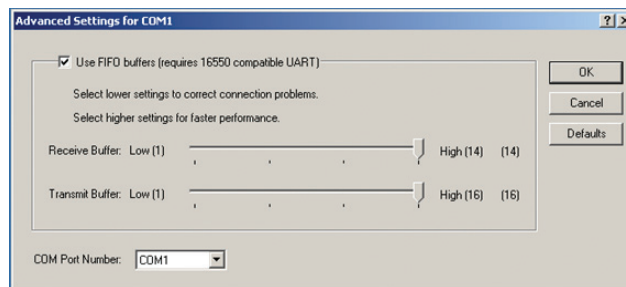 Advanced Settings for COM1
Use FIFO buffers (requires 16550 compatible UART)
OK
Select lower settings to correct connection problems.
Cancel
Select higher settings for faster performance.
Defaults
Receive Buffer: Low (1) High (14) (14)
Transmit Buffer: Low (1) High (16) (16)
COM Port Number: COM1